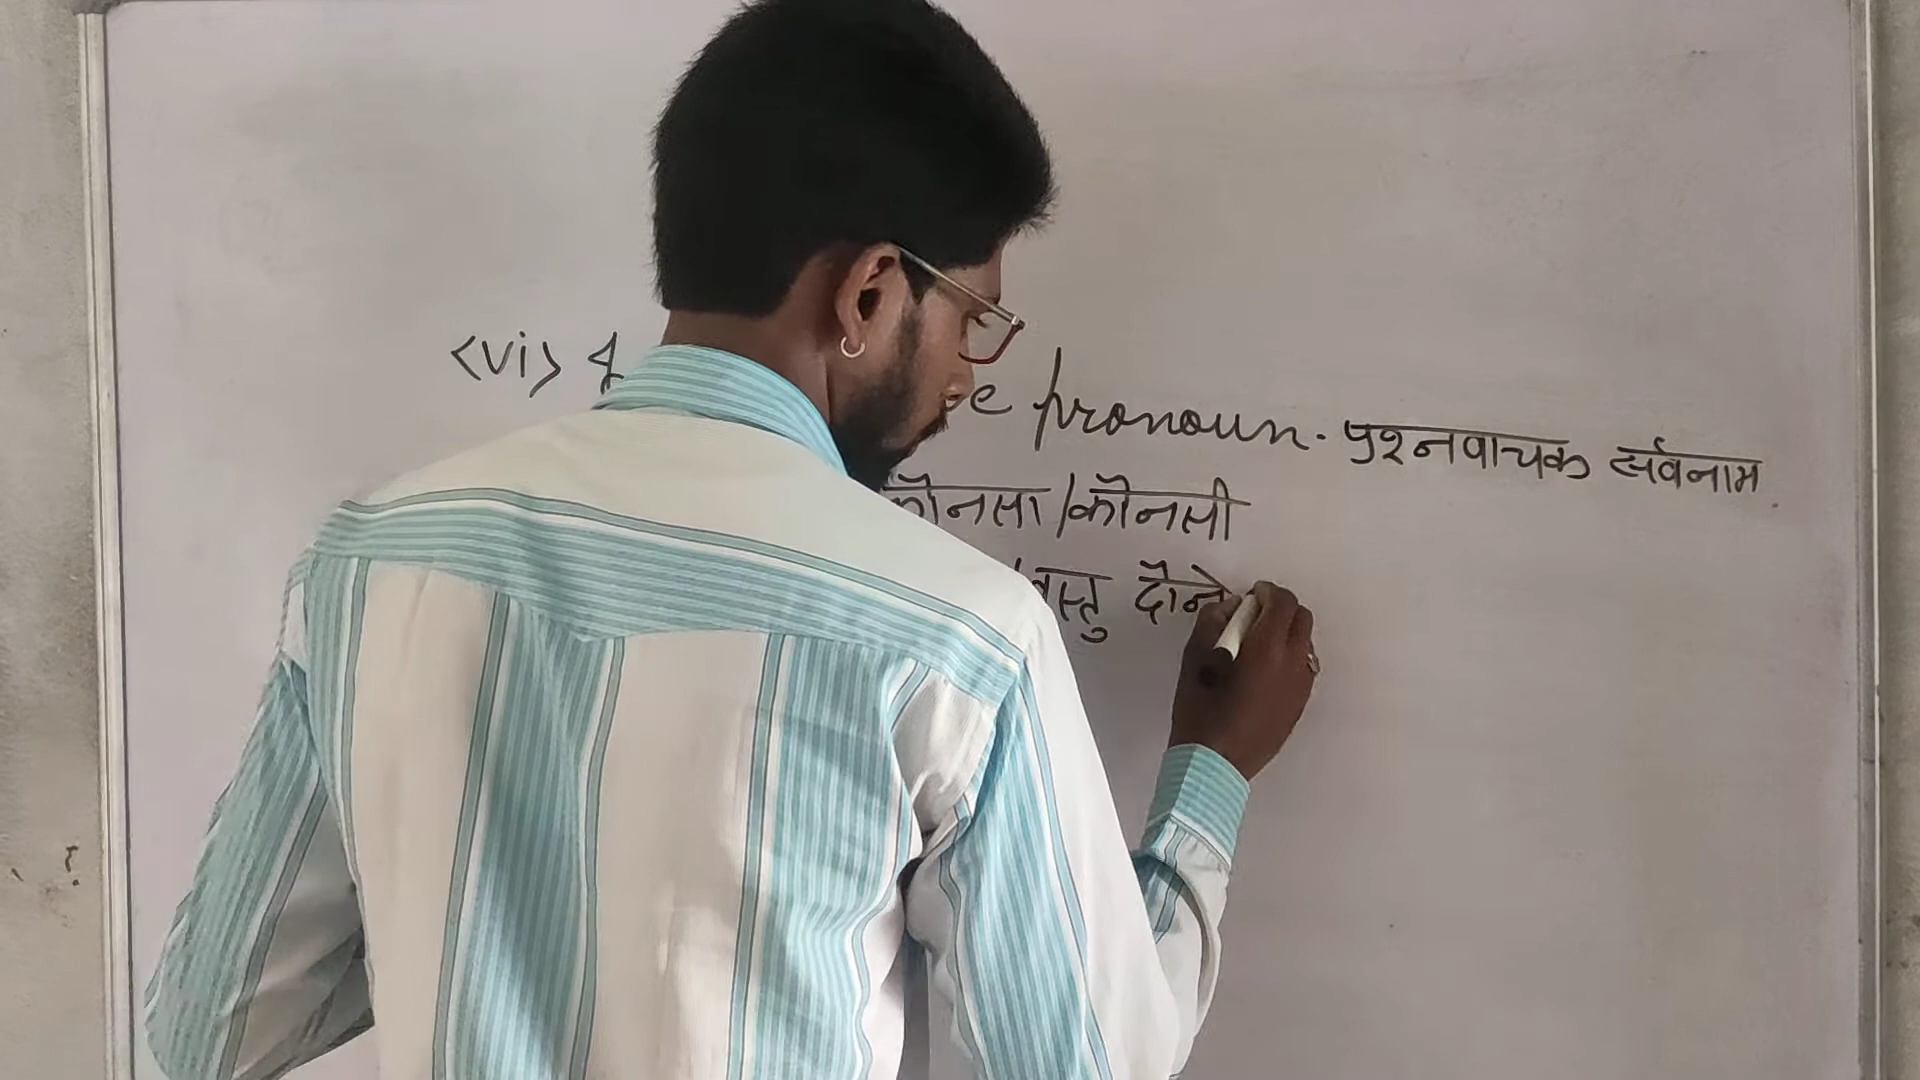 <vi> pronoun. प्रश्नवाचक सर्वनाम
कौनसा/कौनसी
/वस्तु दोनो